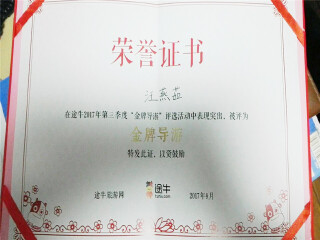 荣誉证书
汪燕茹
在途牛2017年第三季度“金牌导游”评选活动中表现突出，被评为
金牌导游
特发此证，以资鼓励
途牛旅游网
途牛
tuniu.com
2017年9月